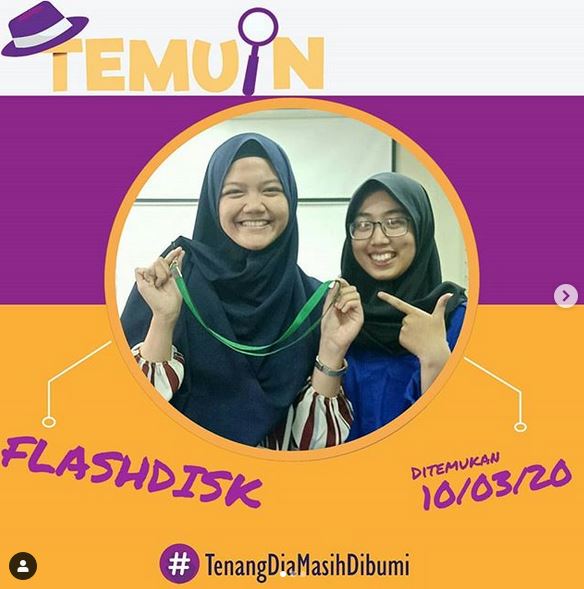 TEMUIN
FLASHDISK
DITEMUKAN
10/03/20
# TenangDiaMasihDibumi